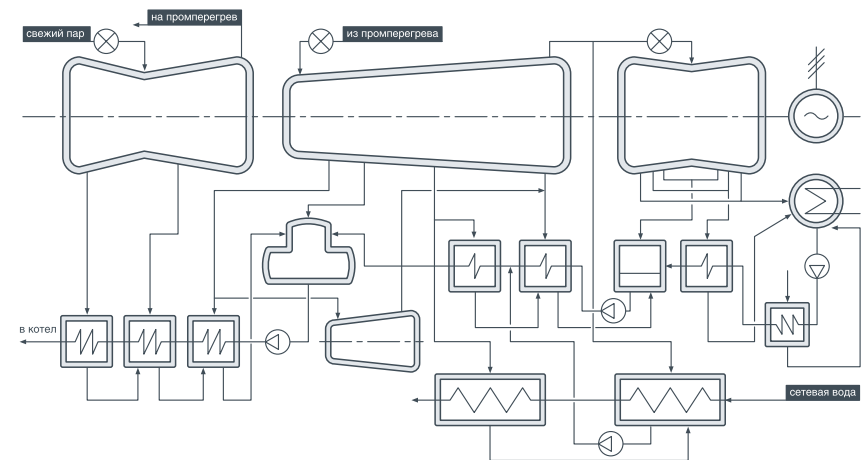 на промперегрев
свежий пар
из промперегрева
в котел
сетевая вода